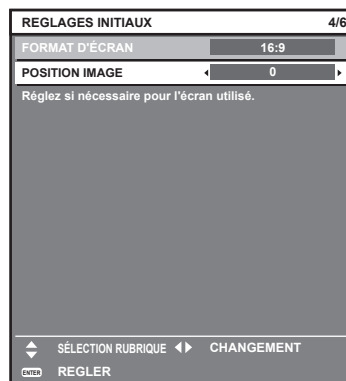 REGLAGES INITIAUX 4/6
FORMAT D'ÉCRAN 16:9
POSITION IMAGE 0
Réglez si nécessaire pour l'écran utilisé.
SÉLECTION RUBRIQUE CHANGEMENT
ENTER REGLER